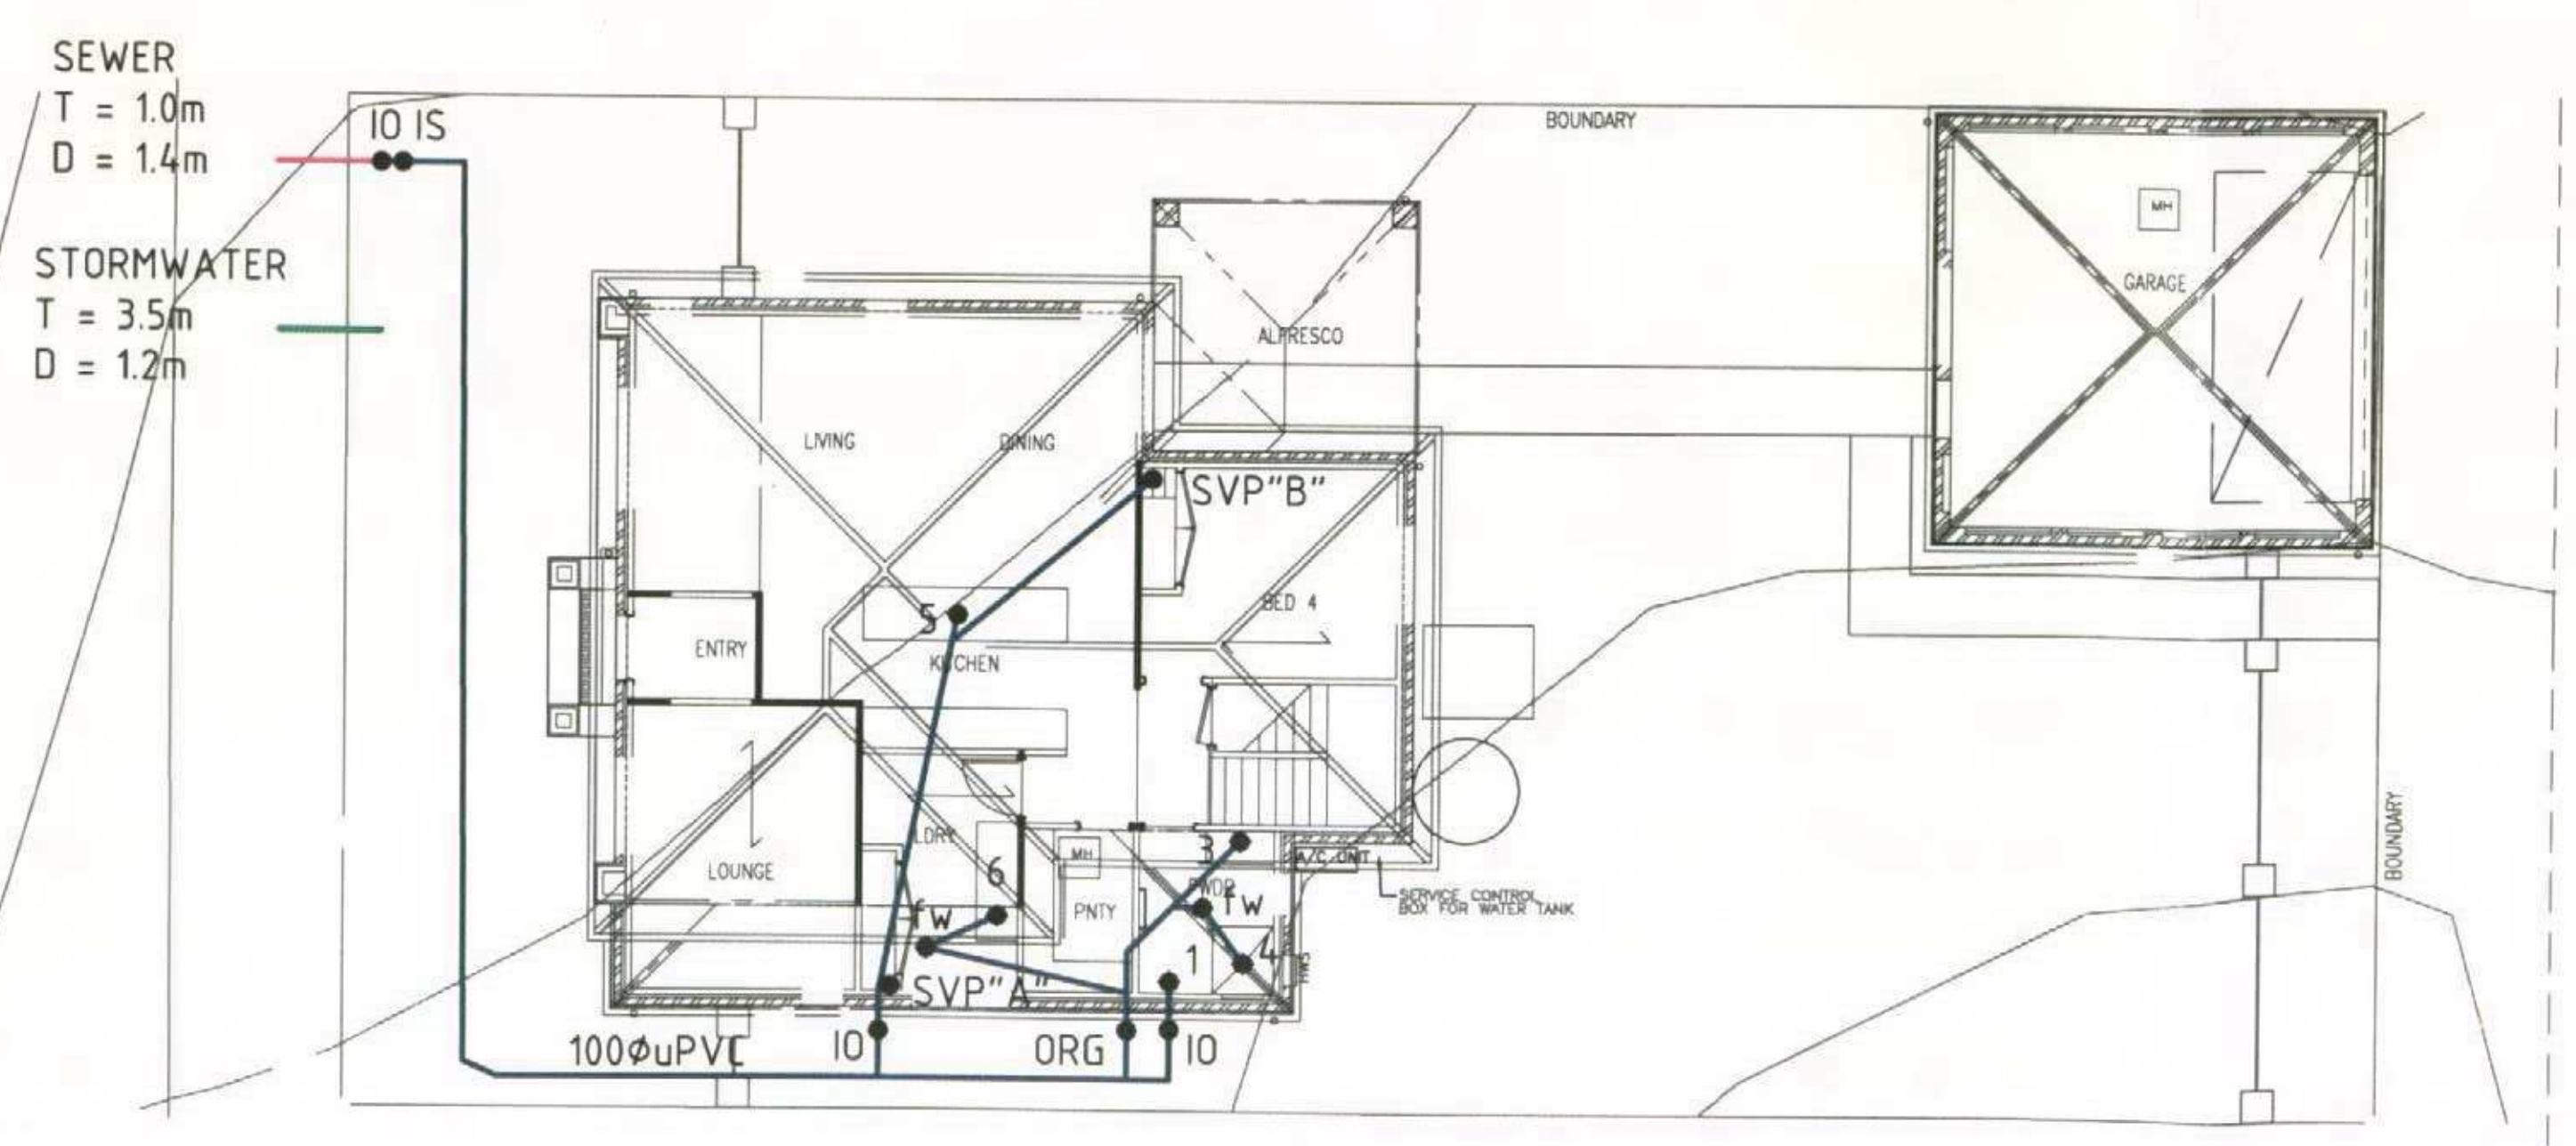 SEWER
T = 1.0m
D = 1.4m
IO IS
STORMWATER
T = 3.5m
D = 1.2m
BOUNDARY
MH
GARAGE
ALFRESCO
LIVING
DINING
SVP"B"
5
BED 4
ENTRY
KITCHEN
LDRY
LOUNGE
6
MH
3
A/C UNIT
PWDR
fw
fw
PNTY
SERVICE CONTROL
BOX FOR WATER TANK
BOUNDARY
1
4
HWS
SVP"A"
100ØuPVC
IO
ORG
IO